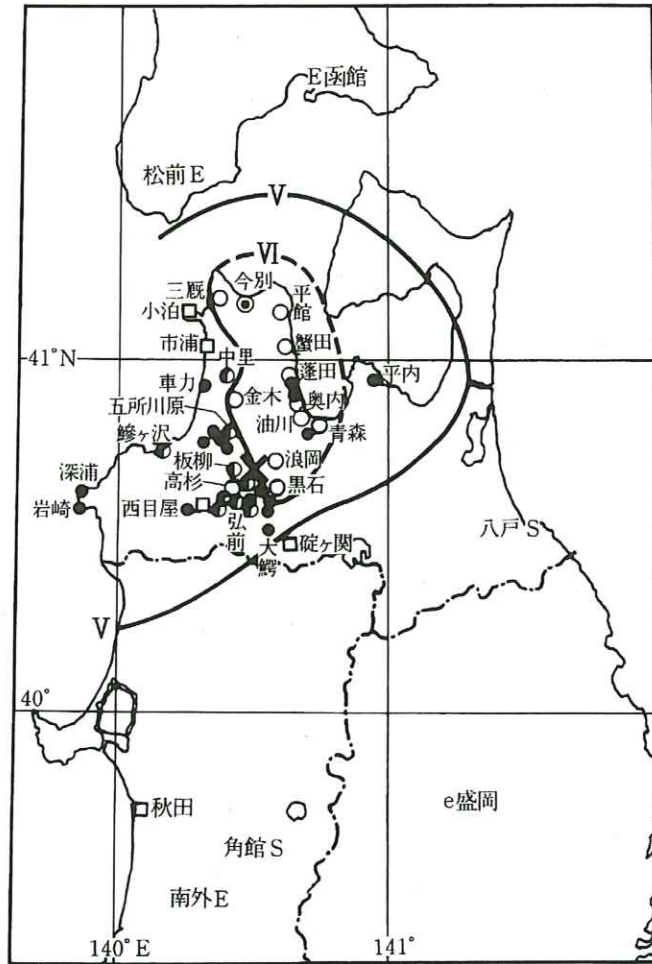 E函館
松前E
V
VI
三厩
今別
平館
小泊
市浦
蟹田
41°N
中里
蓬田
平内
車力
金木
奥内
五所川原
油川
青森
鰺ヶ沢
板柳
浪岡
深浦
高杉
黒石
岩崎
西目屋
弘前
大鰐
碇ヶ関
八戸S
V
40°
秋田
e盛岡
角館S
南外E
140°E
141°